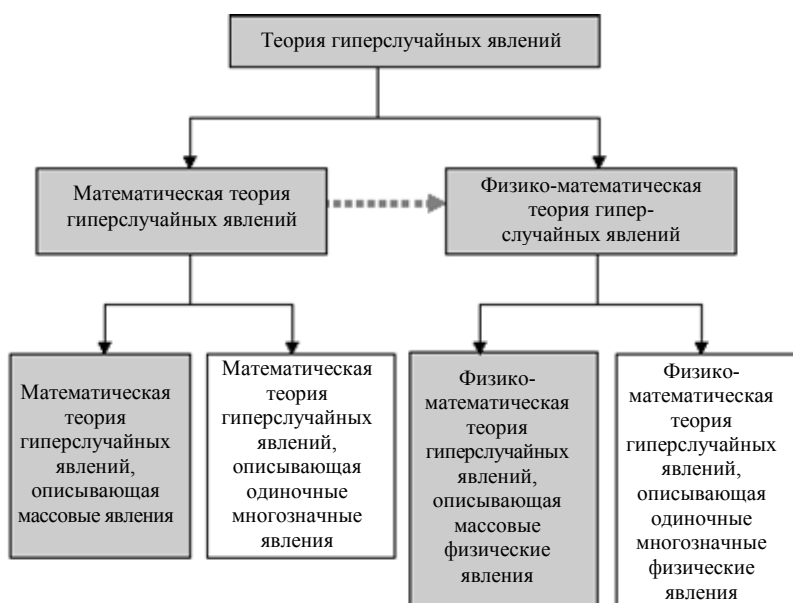 Теория гиперслучайных явлений
Математическая теория
гиперслучайных явлений
Физико-математическая
теория гипер-
случайных явлений
Математическая
теория
гиперслучайных
явлений,
описывающая
массовые явления
Математическая
теория
гиперслучайных
явлений,
описывающая
одиночные
многозначные
явления
Физико-
математическая
теория
гиперслучайных
явлений,
описывающая
массовые
физические
явления
Физико-
математическая
теория
гиперслучайных
явлений,
описывающая
одиночные
многозначные
физические
явления